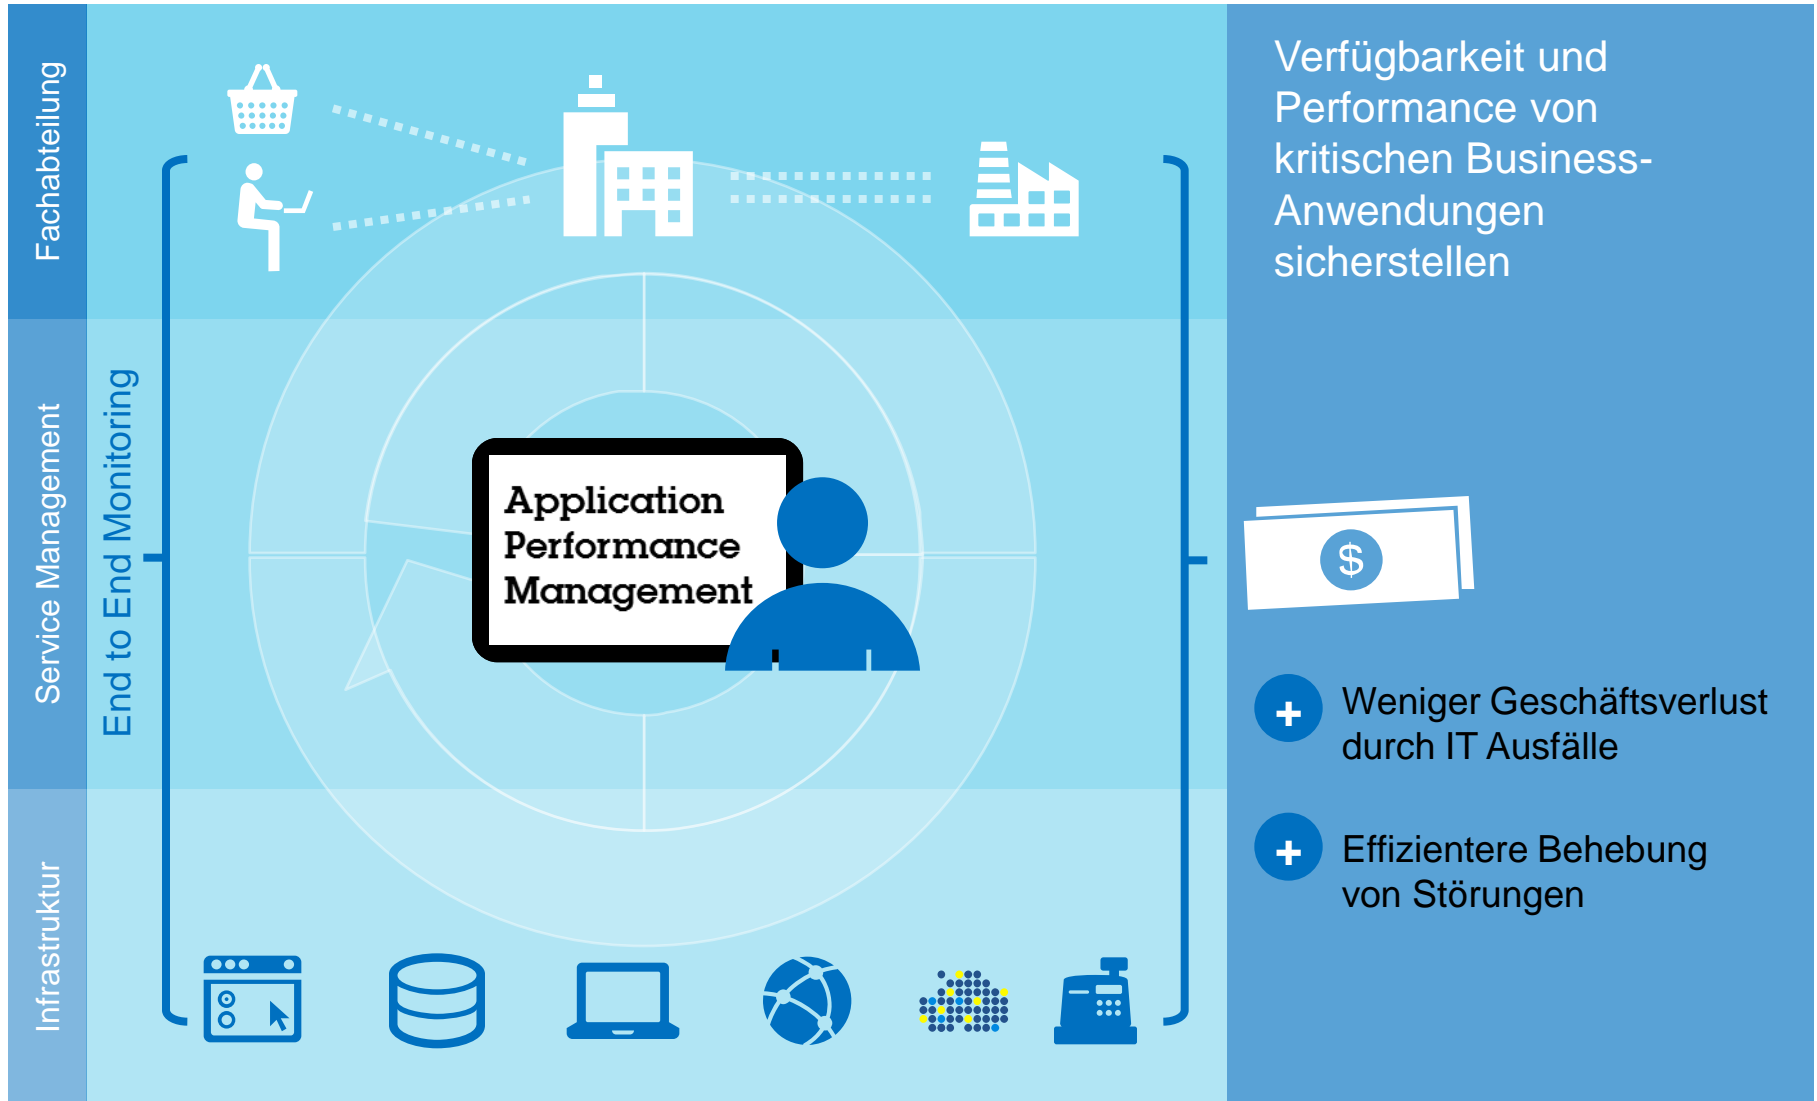 Fachabteilung
Service Management
Infrastruktur
End to End Monitoring
Application
Performance
Management
Verfügbarkeit und
Performance von
kritischen Business-
Anwendungen
sicherstellen
$
+ Weniger Geschäftsverlust
durch IT Ausfälle
+ Effizientere Behebung
von Störungen